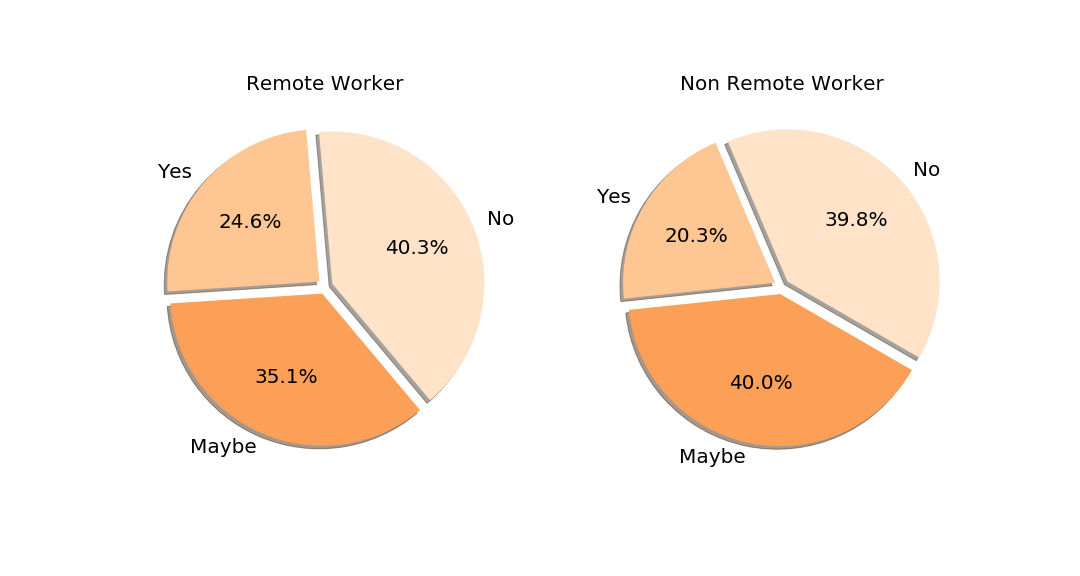 Remote Worker
Yes
24.6%
No
40.3%
35.1%
Maybe
Non Remote Worker
No
Yes
39.8%
20.3%
40.0%
Maybe